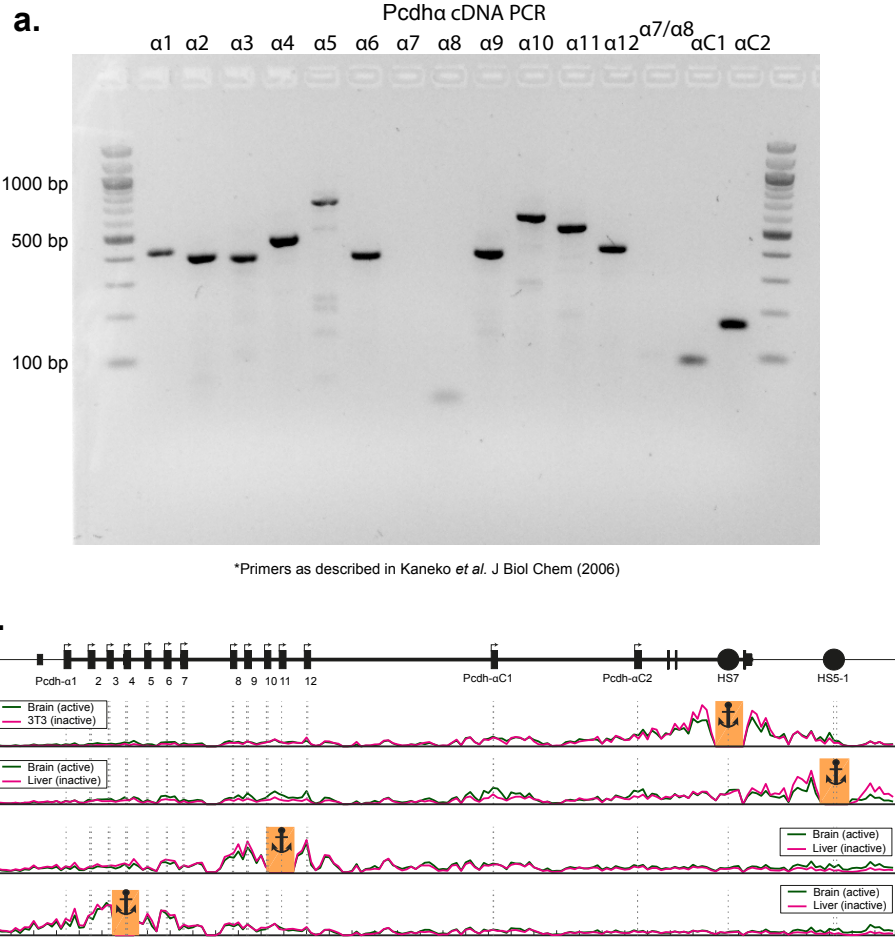 a.
Pcdhα cDNA PCR
α1 α2 α3 α4 α5 α6 α7 α8 α9 α10 α11 α12 α7/α8 αC1 αC2
1000 bp
500 bp
100 bp
*Primers as described in Kaneko et al. J Biol Chem (2006)
Pcdh-α1 2 3 4 5 6 7 8 9 10 11 12 Pcdh-αC1 Pcdh-αC2 HS7 HS5-1
Brain (active)
3T3 (inactive)
Brain (active)
Liver (inactive)
Brain (active)
Liver (inactive)
Brain (active)
Liver (inactive)